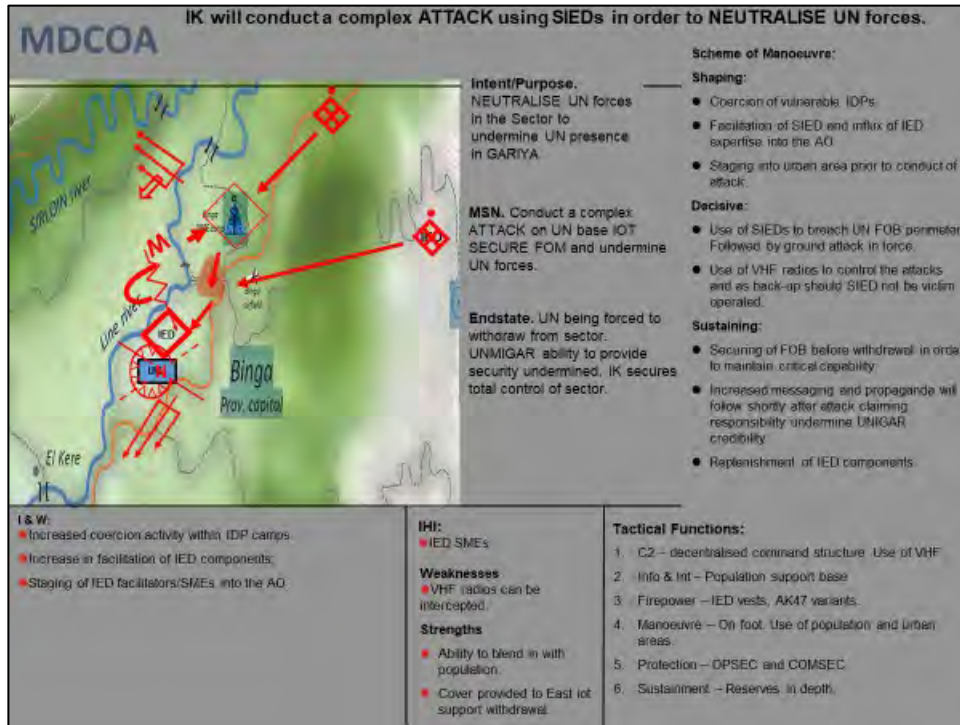 IK will conduct a complex ATTACK using SIEDs in order to NEUTRALISE UN forces.
MDCOA
SIRI DIN river
Line river
Binga
Prov. capital
El Kere
IED
Intent/Purpose.
NEUTRALISE UN forces
in the Sector to
undermine UN presence
in GARIYA.
MSN. Conduct a complex
ATTACK on UN base IOT
SECURE FOM and undermine
UN forces.
Endstate. UN being forced to
withdraw from sector.
UNMIGAR ability to provide
security undermined. IK secures
total control of sector.
Scheme of Manoeuvre:
Shaping:
● Coercion of vulnerable IDPs.
● Facilitation of SIED and influx of IED
expertise into the AO.
● Staging into urban area prior to conduct of
attack.
Decisive:
● Use of SIEDs to breach UN FOB perimeter.
Followed by ground attack in force.
● Use of VHF radios to control the attacks
and as back-up should SIED not be victim
operated.
Sustaining:
● Securing of FOB before withdrawal in order
to maintain critical capability
● Increased messaging and propaganda will
follow shortly after attack claiming
responsibility undermine UNIGAR
credibility
● Replenishment of IED components
I & W:
● Increased coercion activity within IDP camps.
● Increase in facilitation of IED components;
● Staging of IED facilitators/SMEs into the AO.
IHI:
● IED SMEs
Weaknesses
● VHF radios can be
intercepted.
Strengths
● Ability to blend in with
population.
● Cover provided to East iot
support withdrawal
Tactical Functions:
1. C2 – decentralised command structure. Use of VHF
2. Info & Int – Population support base
3. Firepower – IED vests, AK47 variants.
4. Manoeuvre – On foot. Use of population and urban
areas.
5. Protection – OPSEC and COMSEC
6. Sustainment – Reserves in depth.